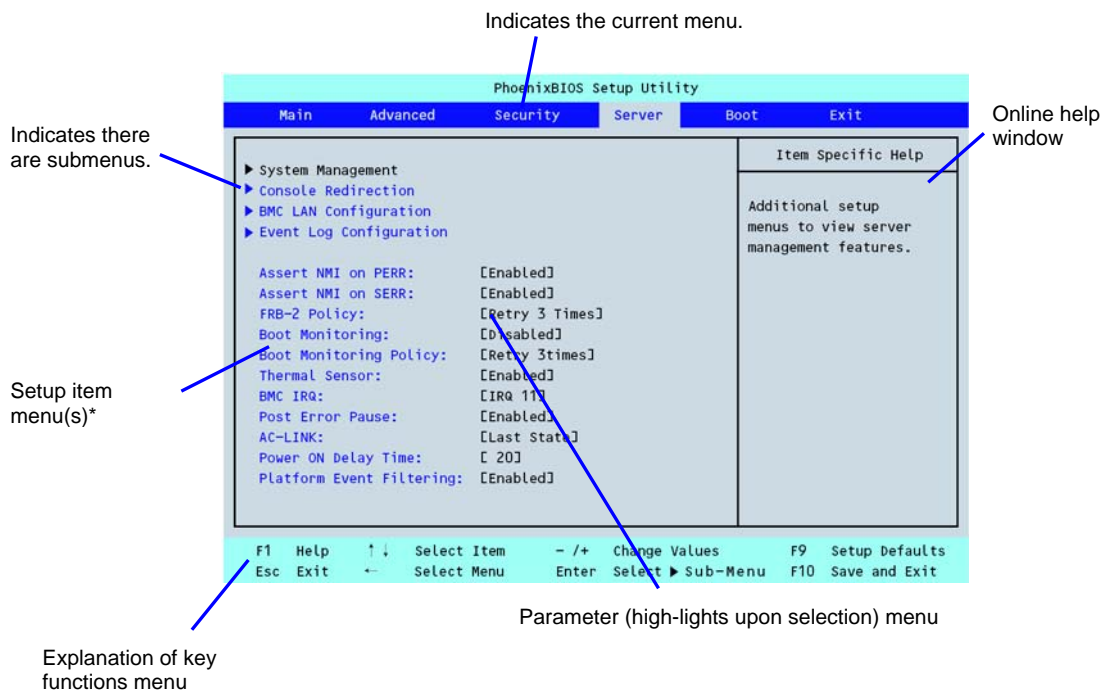 Indicates the current menu.
PhoenixBIOS Setup Utility
Main Advanced Security Server Boot Exit
Online help
window
Indicates there
are submenus.
Item Specific Help
▶ System Management
▶ Console Redirection
▶ BMC LAN Configuration
▶ Event Log Configuration
Additional setup
menus to view server
management features.
Assert NMI on PERR: [Enabled]
Assert NMI on SERR: [Enabled]
FRB-2 Policy: [Retry 3 Times]
Boot Monitoring: [Disabled]
Boot Monitoring Policy: [Retry 3times]
Thermal Sensor: [Enabled]
BMC IRQ: [IRQ 11]
Post Error Pause: [Enabled]
AC-LINK: [Last State]
Power ON Delay Time: [ 20]
Platform Event Filtering: [Enabled]
Setup item
menu(s)*
F1 Help ↑↓ Select Item - /+ Change Values F9 Setup Defaults
Esc Exit ← Select Menu Enter Select ▶ Sub-Menu F10 Save and Exit
Parameter (high-lights upon selection) menu
Explanation of key
functions menu